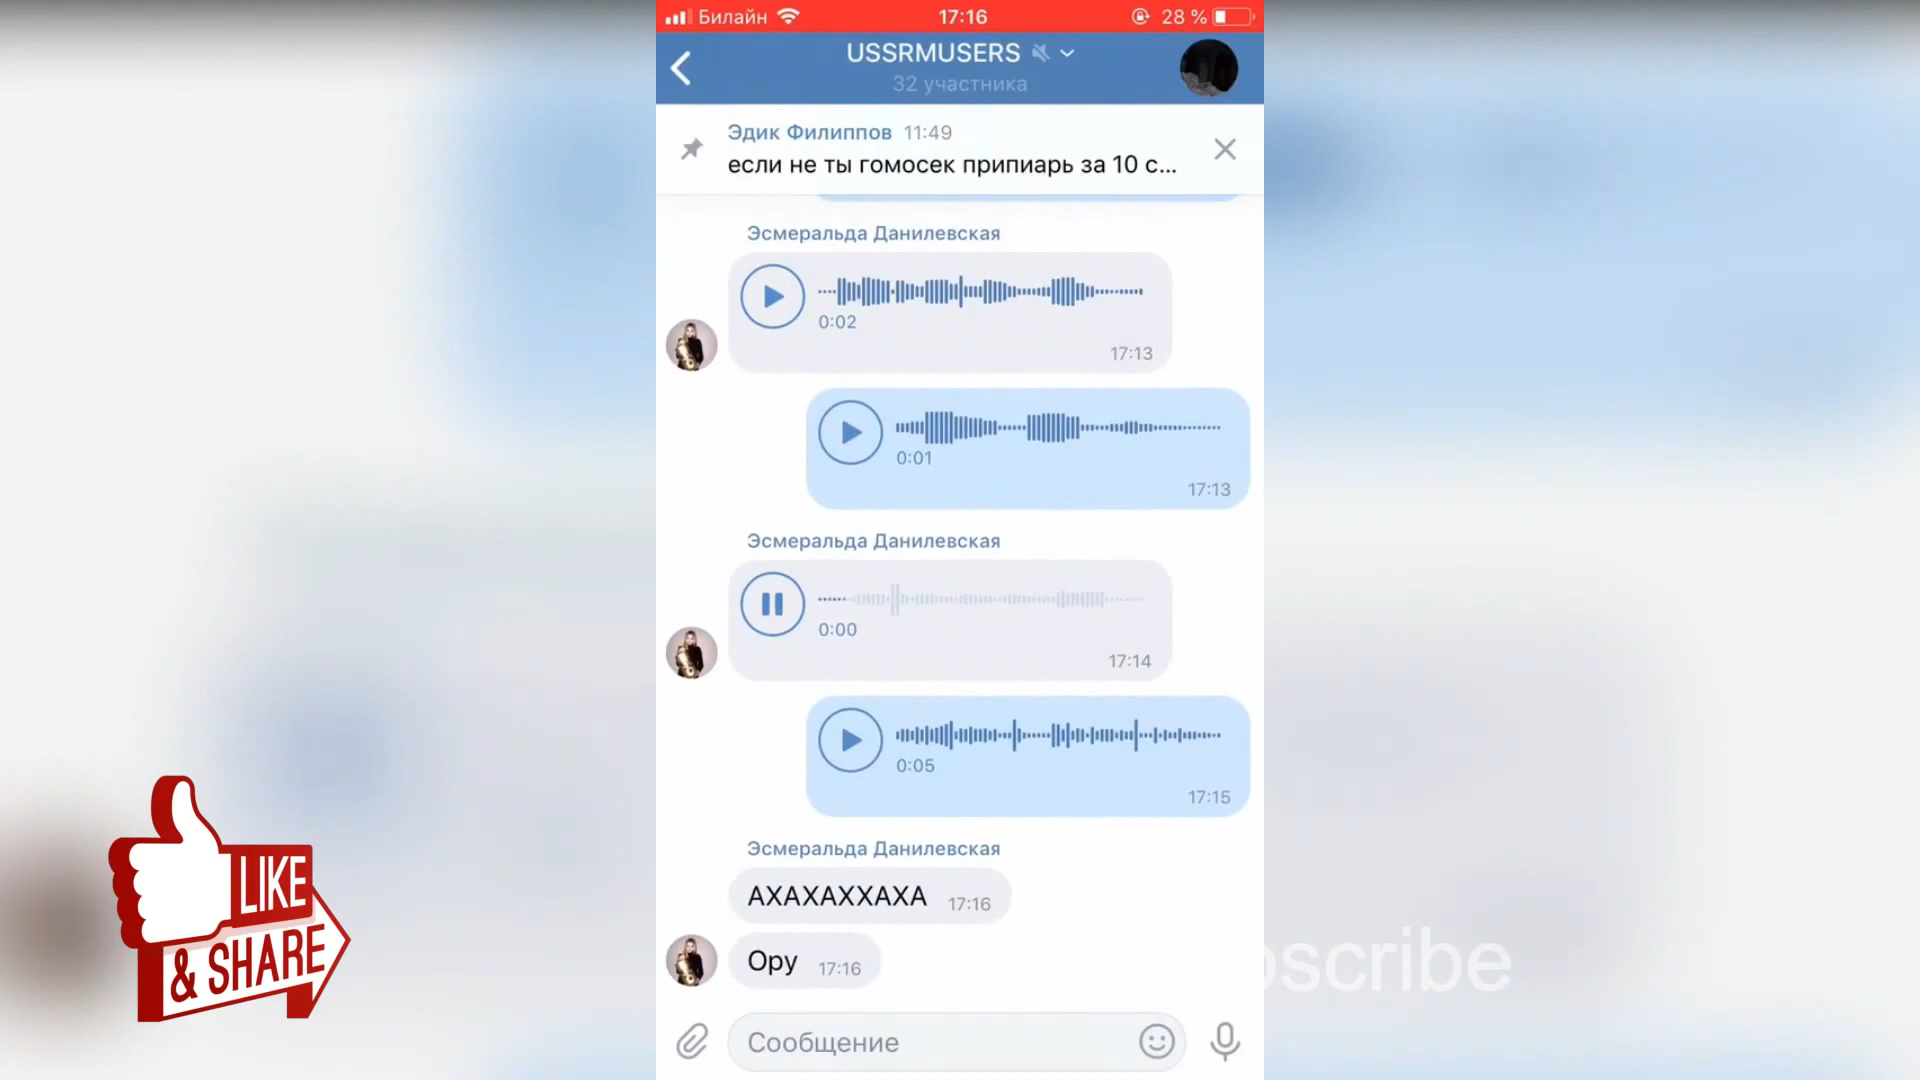 Билайн 17:16 28 %
USSRMUSERS
32 участника
Эдик Филиппов 11:49
если не ты гомосек припиарь за 10 с...
Эсмеральда Данилевская
0:02
17:13
0:01
17:13
Эсмеральда Данилевская
0:00
17:14
0:05
17:15
Эсмеральда Данилевская
АХАХАХХАХА 17:16
Ору 17:16
Сообщение
LIKE
& SHARE
scribe